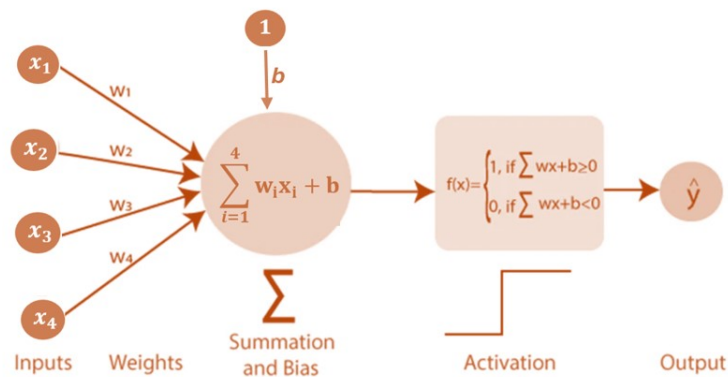 1
b
x₁
x₂
x₃
x₄
w₁
w₂
w₃
w₄
4
∑ wᵢxᵢ + b
i=1
f(x)= { 1, if ∑ wx+b≥0
0, if ∑ wx+b<0
ŷ
∑
Summation
and Bias
Inputs
Weights
Activation
Output